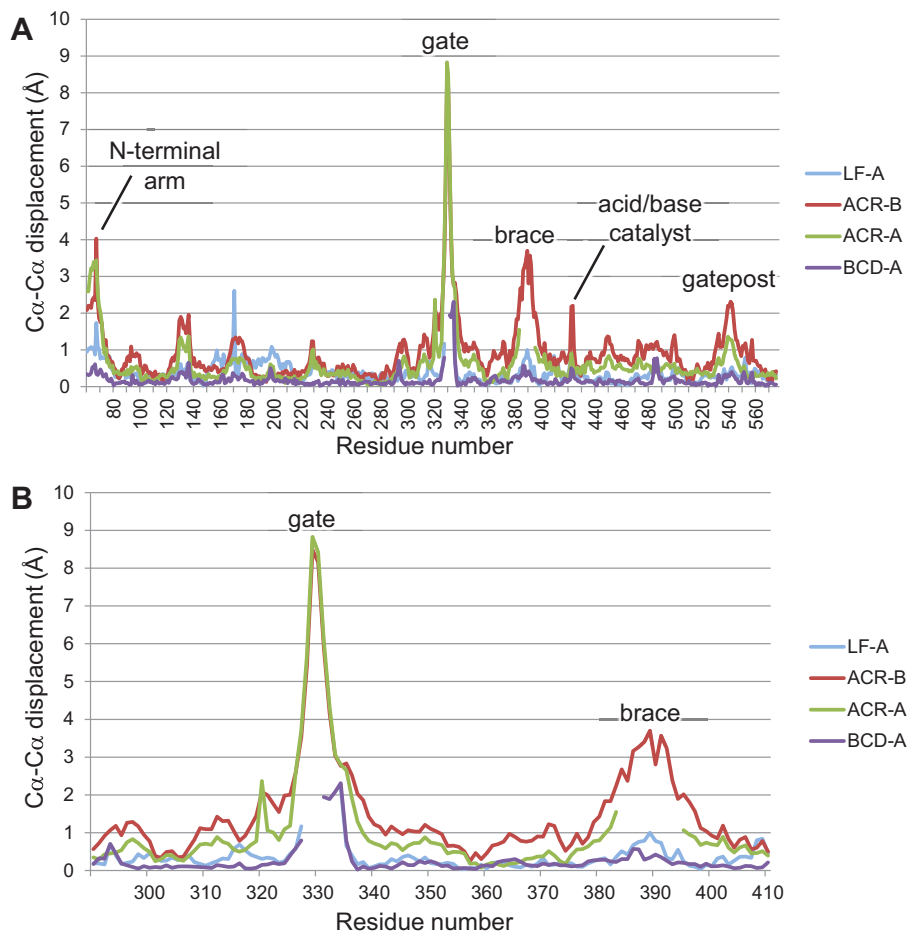 A
Cα-Cα displacement (Å)
10
9
8
7
6
5
4
3
2
1
0
gate
N-terminal
arm
brace
acid/base
catalyst
gatepost
80
100
120
140
160
180
200
220
240
260
280
300
320
340
360
380
400
420
440
460
480
500
520
540
560
Residue number
LF-A
ACR-B
ACR-A
BCD-A
B
Cα-Cα displacement (Å)
10
9
8
7
6
5
4
3
2
1
0
gate
brace
300
310
320
330
340
350
360
370
380
390
400
410
Residue number
LF-A
ACR-B
ACR-A
BCD-A